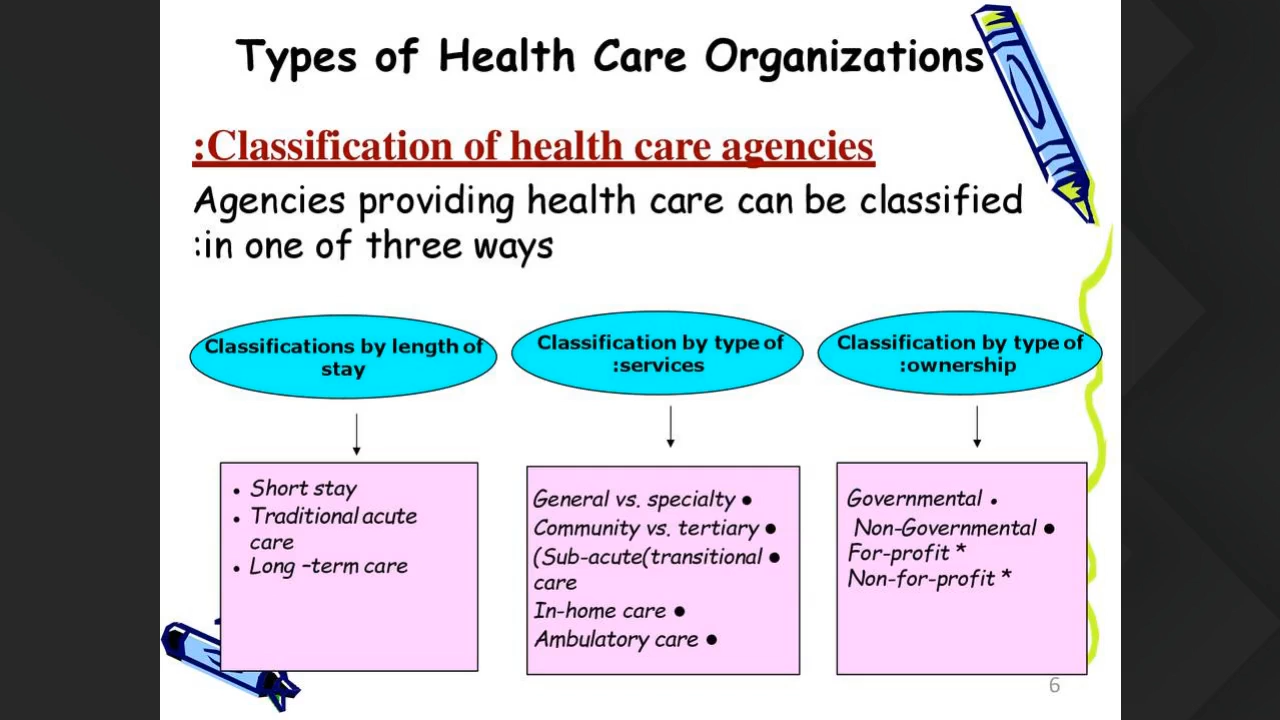 Types of Health Care Organizations
:Classification of health care agencies
Agencies providing health care can be classified
:in one of three ways
Classifications by length of
stay
• Short stay
• Traditional acute
care
• Long -term care
Classification by type of
:services
General vs. specialty ●
Community vs. tertiary ●
(Sub-acute(transitional ●
care
In-home care ●
Ambulatory care ●
Classification by type of
:ownership
Governmental •
Non-Governmental ●
For-profit *
Non-for-profit *
6